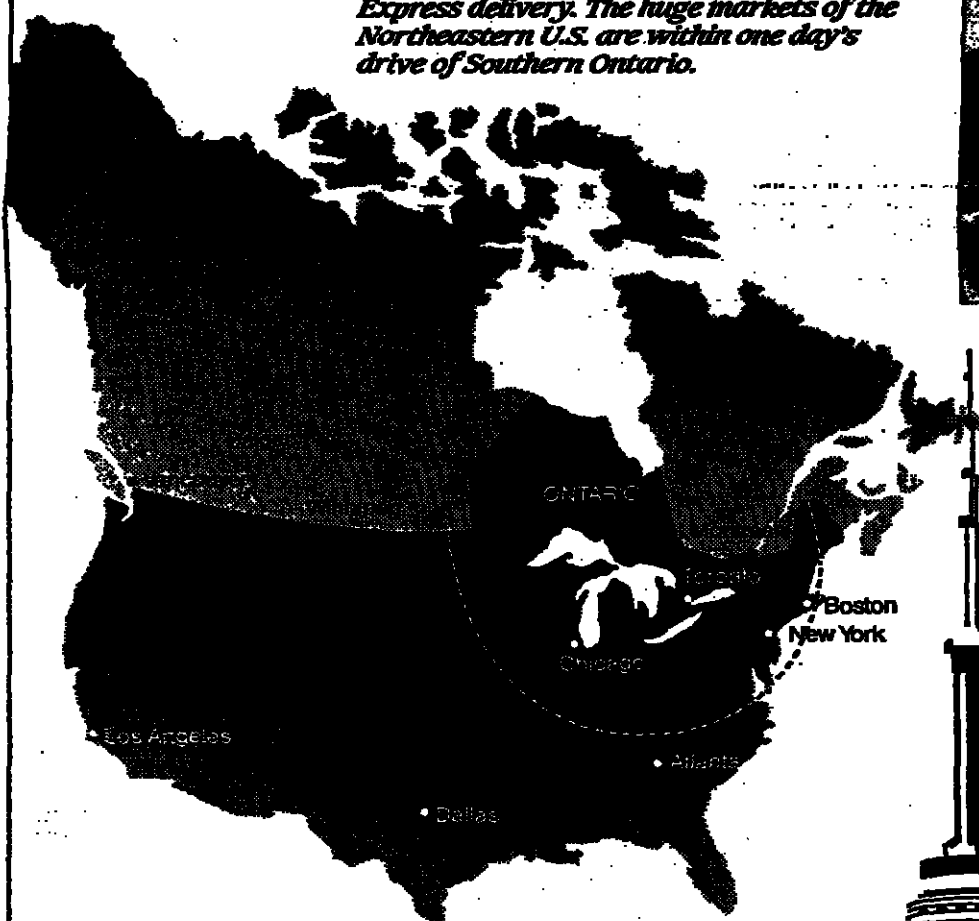 Express delivery. The huge markets of the
Northeastern U.S. are within one day's
drive of Southern Ontario.
ONTARIO
Toronto
Boston
New York
Chicago
Los Angeles
Atlanta
Dallas